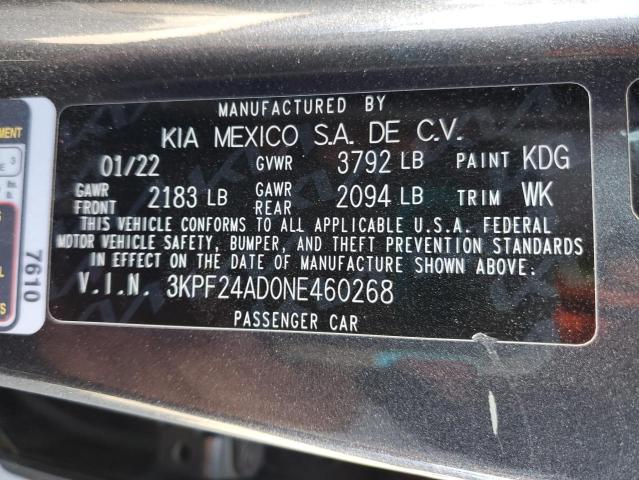 MANUFACTURED BY
KIA MEXICO S.A. DE C.V.
01/22 GVWR 3792 LB PAINT KDG
GAWR FRONT 2183 LB GAWR REAR 2094 LB TRIM WK
THIS VEHICLE CONFORMS TO ALL APPLICABLE U.S.A. FEDERAL
MOTOR VEHICLE SAFETY, BUMPER, AND THEFT PREVENTION STANDARDS
IN EFFECT ON THE DATE OF MANUFACTURE SHOWN ABOVE.
V.I.N. 3KPF24AD0NE460268
PASSENGER CAR
7610